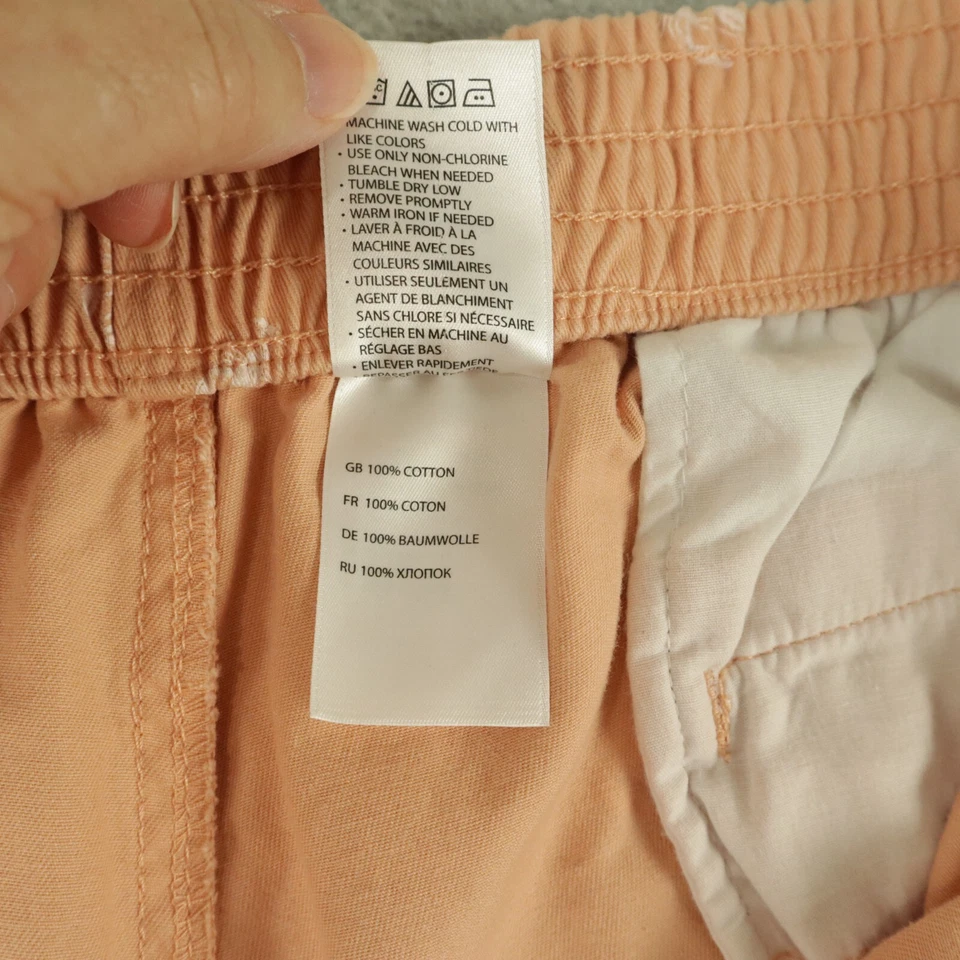 MACHINE WASH COLD WITH
LIKE COLORS
• USE ONLY NON-CHLORINE
BLEACH WHEN NEEDED
• TUMBLE DRY LOW
• REMOVE PROMPTLY
• WARM IRON IF NEEDED
• LAVER À FROID À LA
MACHINE AVEC DES
COULEURS SIMILAIRES
• UTILISER SEULEMENT UN
AGENT DE BLANCHIMENT
SANS CHLORE SI NÉCESSAIRE
• SÉCHER EN MACHINE AU
RÉGLAGE BAS
• ENLEVER RAPIDEMENT
REPASSER AU
GB 100% COTTON
FR 100% COTON
DE 100% BAUMWOLLE
RU 100% ХЛОПОК